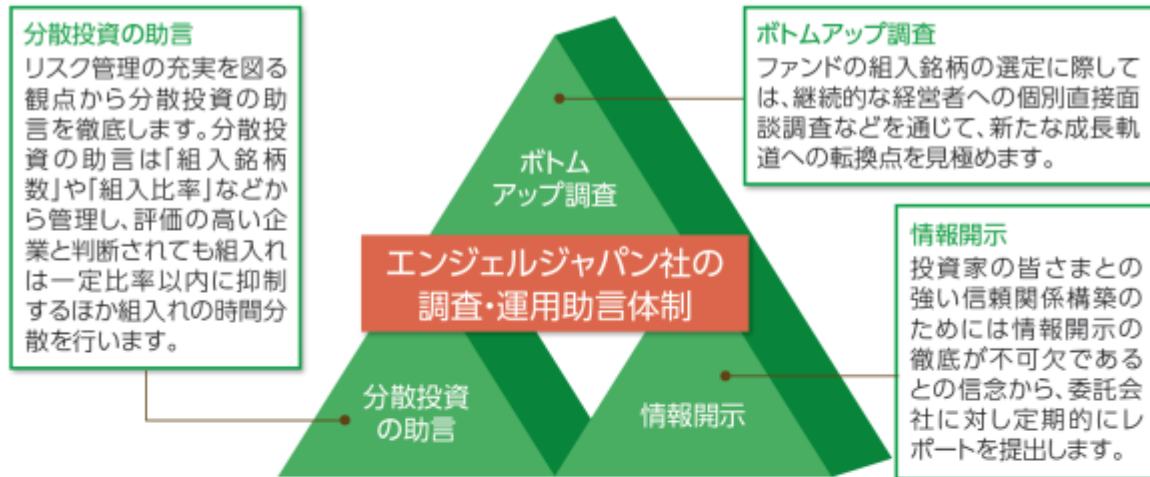 分散投資の助言
リスク管理の充実を図る
観点から分散投資の助
言を徹底します。分散投
資の助言は「組入銘柄
数」や「組入比率」などか
ら管理し、評価の高い企
業と判断されても組入れ
は一定比率以内に抑制
するほか組入れの時間分
散を行います。
ボトムアップ調査
ファンドの組入銘柄の選定に際して
は、継続的な経営者への個別直接面
談調査などを通じて、新たな成長軌
道への転換点を見極めます。
ボトム
アップ調査
エンジェルジャパン社の
調査・運用助言体制
分散投資
の助言
情報開示
情報開示
投資家の皆さまとの
強い信頼関係構築の
ためには情報開示の
徹底が不可欠である
との信念から、委託会
社に対し定期的にレ
ポートを提出します。